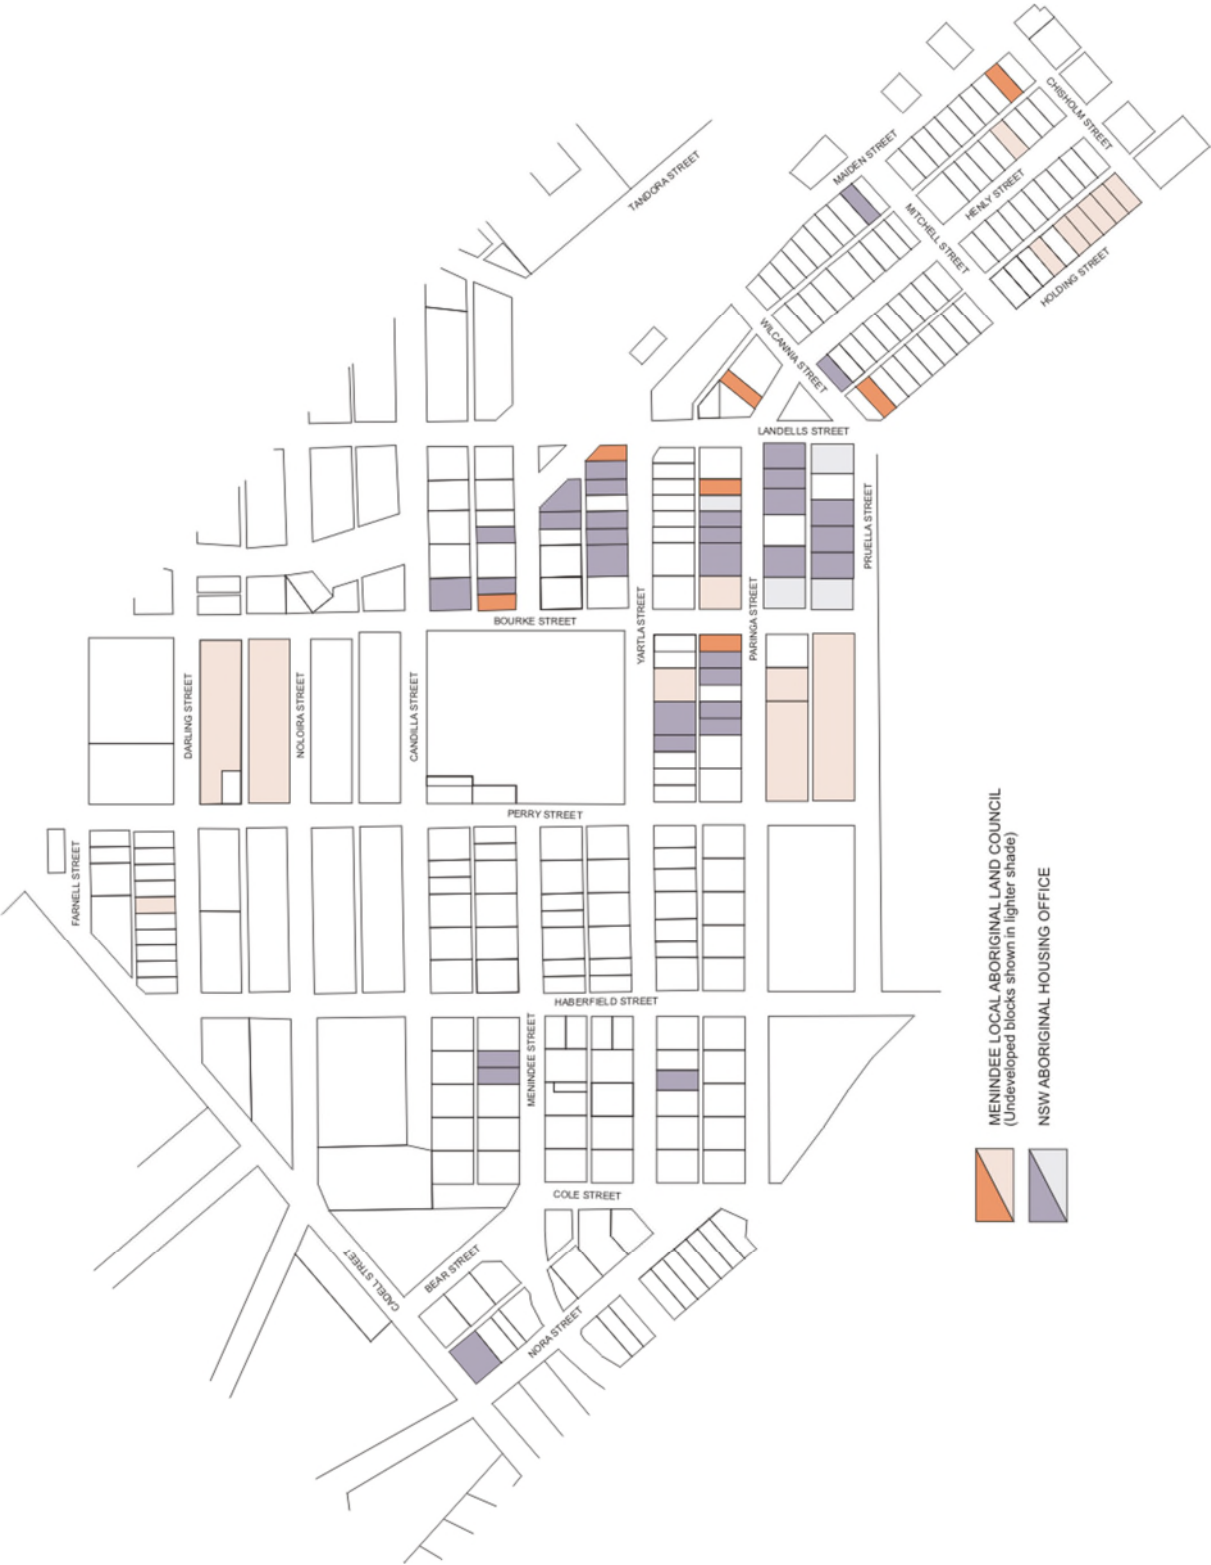 CHISHOLM STREET
MAIDEN STREET
TANDORA STREET
HENLY STREET
MITCHELL STREET
HOLDING STREET
WILCANNIA STREET
LANDELLS STREET
PRUELLA STREET
BOURKE STREET
YARTLA STREET
PARINGA STREET
DARLING STREET
NOLOIRA STREET
CANDILLA STREET
PERRY STREET
FARNELL STREET
HABERFIELD STREET
MENINDEE STREET
COLE STREET
CADELL STREET
BEAR STREET
NORA STREET
MENINDEE LOCAL ABORIGINAL LAND COUNCIL
(Undeveloped blocks shown in lighter shade)
NSW ABORIGINAL HOUSING OFFICE